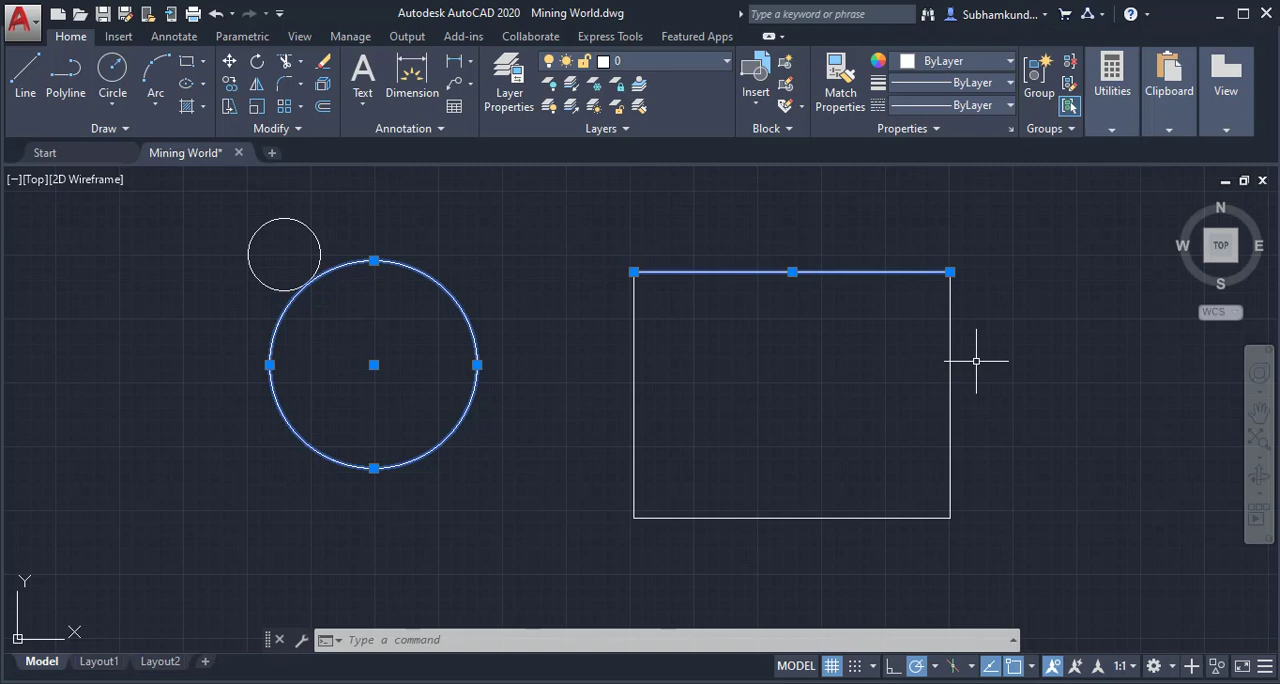 Autodesk AutoCAD 2020 Mining World.dwg Type a keyword or phrase Subhamkund...
Home Insert Annotate Parametric View Manage Output Add-ins Collaborate Express Tools Featured Apps
Line Polyline Circle Arc Text Dimension Layer Properties 0 Insert Match Properties ByLayer ByLayer ByLayer Group Utilities Clipboard View
Draw Modify Annotation Layers Block Properties Groups
Start Mining World*
[−][Top][2D Wireframe]
N
W TOP E
S
WCS
Y
X
Type a command
Model Layout1 Layout2 + MODEL 1:1